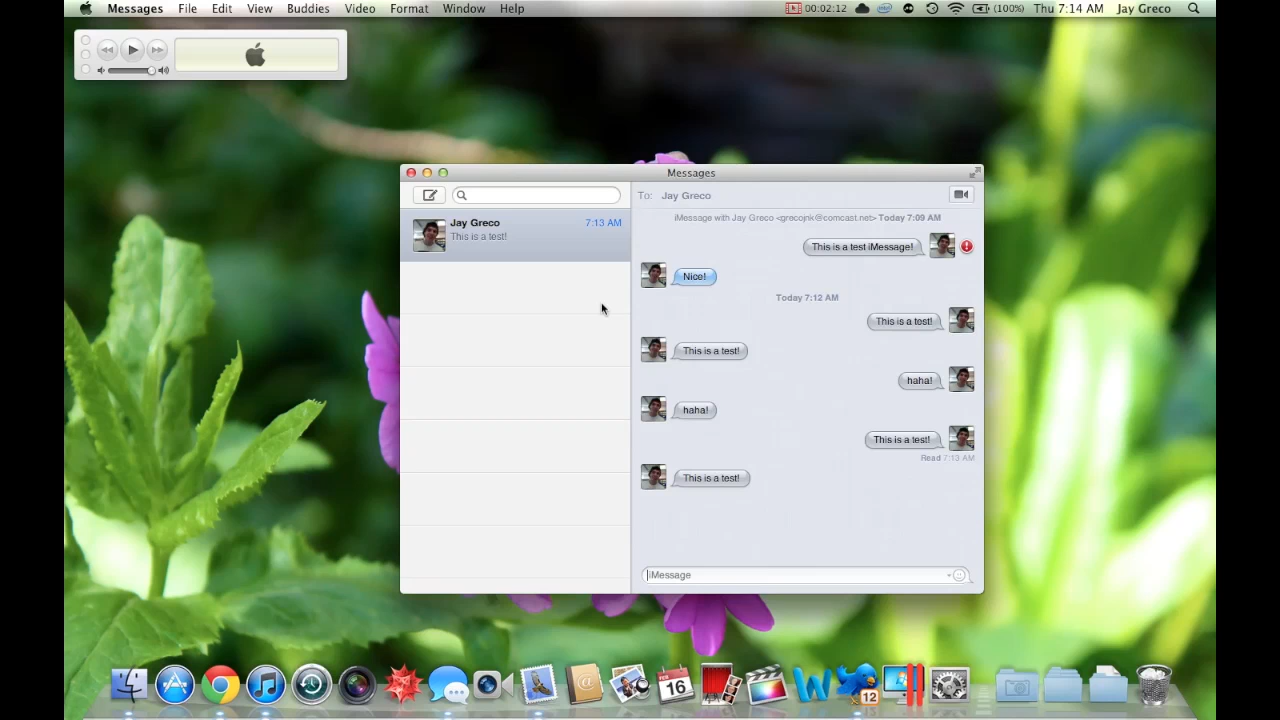 Messages File Edit View Buddies Video Format Window Help 00:02:12 (100%) Thu 7:14 AM Jay Greco
Messages
To: Jay Greco
Jay Greco 7:13 AM
This is a test!
iMessage with Jay Greco <grecojnk@comcast.net> Today 7:09 AM
This is a test iMessage!
Nice!
Today 7:12 AM
This is a test!
This is a test!
haha!
haha!
This is a test!
Read 7:13 AM
This is a test!
iMessage
FEB
16
12